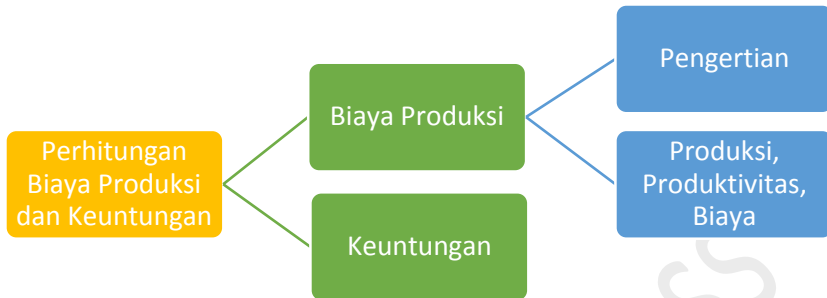 Perhitungan
Biaya Produksi
dan Keuntungan
Biaya Produksi
Keuntungan
Pengertian
Produksi,
Produktivitas,
Biaya